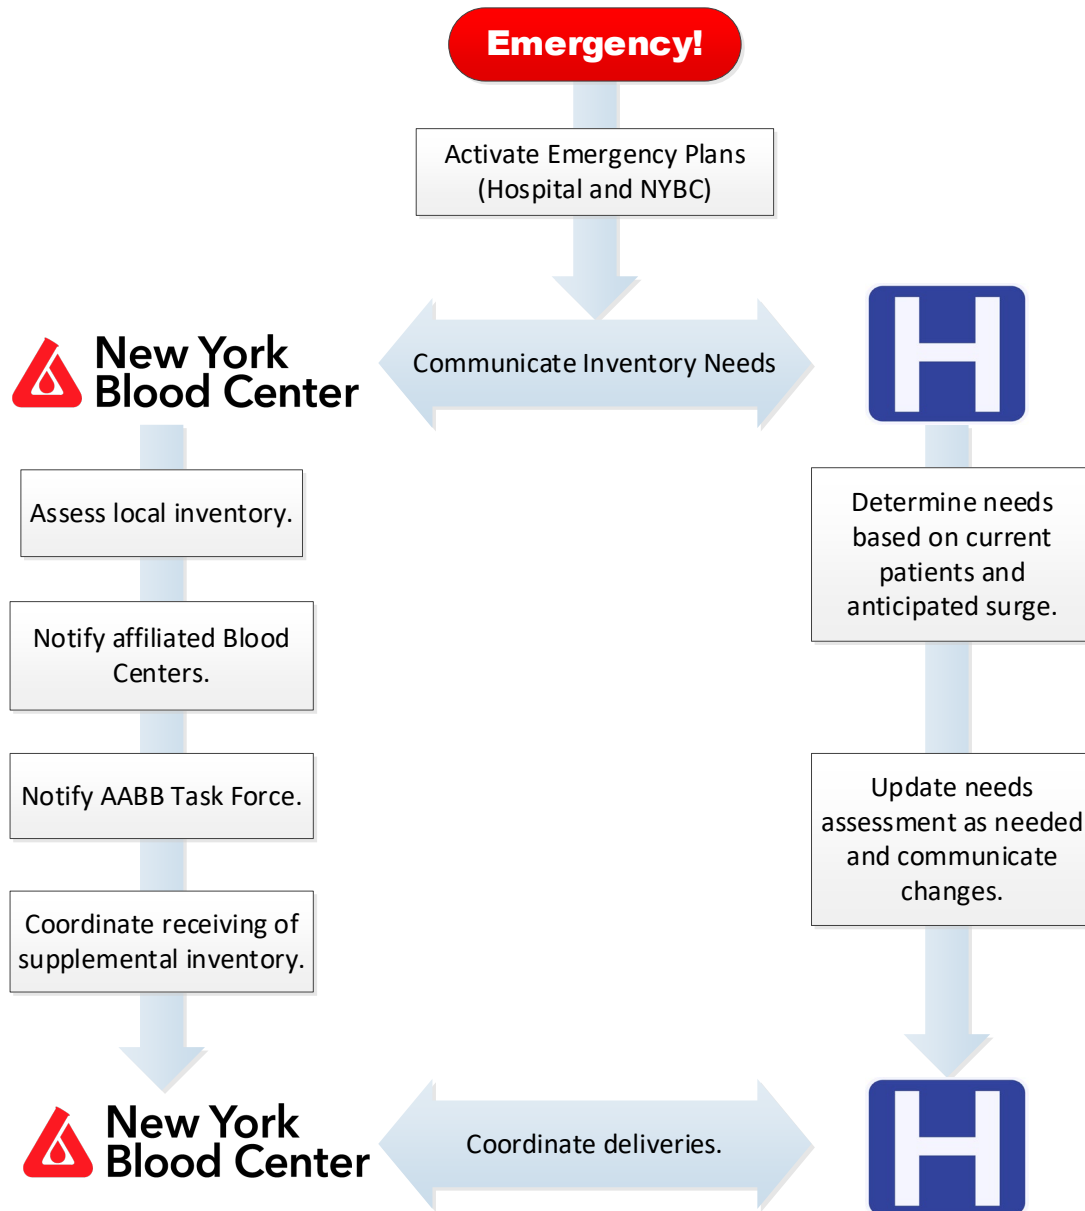 Emergency!
Activate Emergency Plans
(Hospital and NYBC)
Communicate Inventory Needs
New York
Blood Center
H
Assess local inventory.
Notify affiliated Blood
Centers.
Notify AABB Task Force.
Coordinate receiving of
supplemental inventory.
Determine needs
based on current
patients and
anticipated surge.
Update needs
assessment as needed
and communicate
changes.
New York
Blood Center
Coordinate deliveries.
H